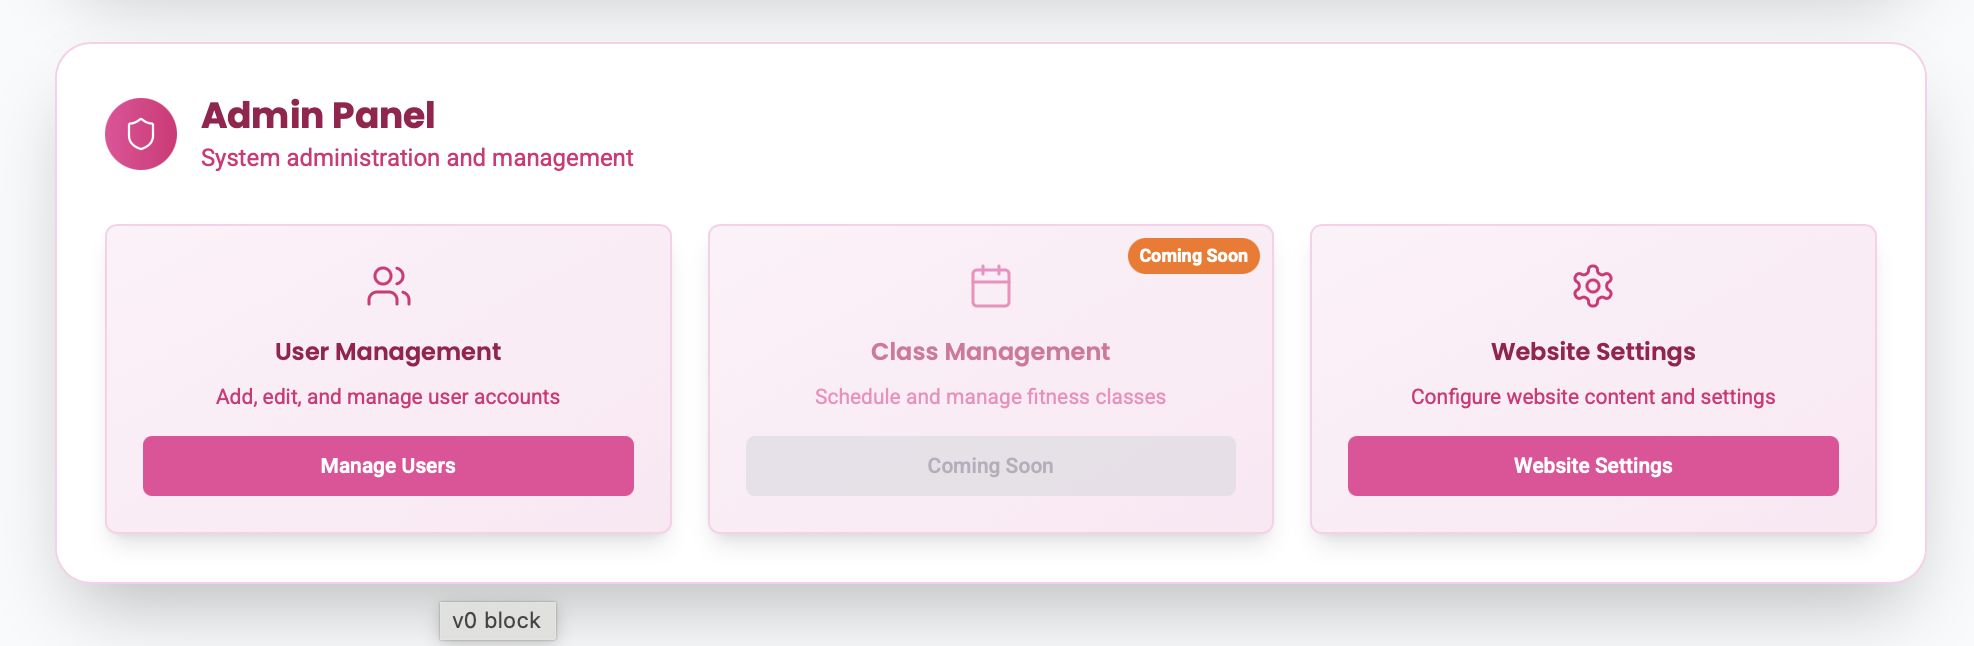 Admin Panel
System administration and management
User Management
Add, edit, and manage user accounts
Manage Users
Coming Soon
Class Management
Schedule and manage fitness classes
Coming Soon
Website Settings
Configure website content and settings
Website Settings
v0 block